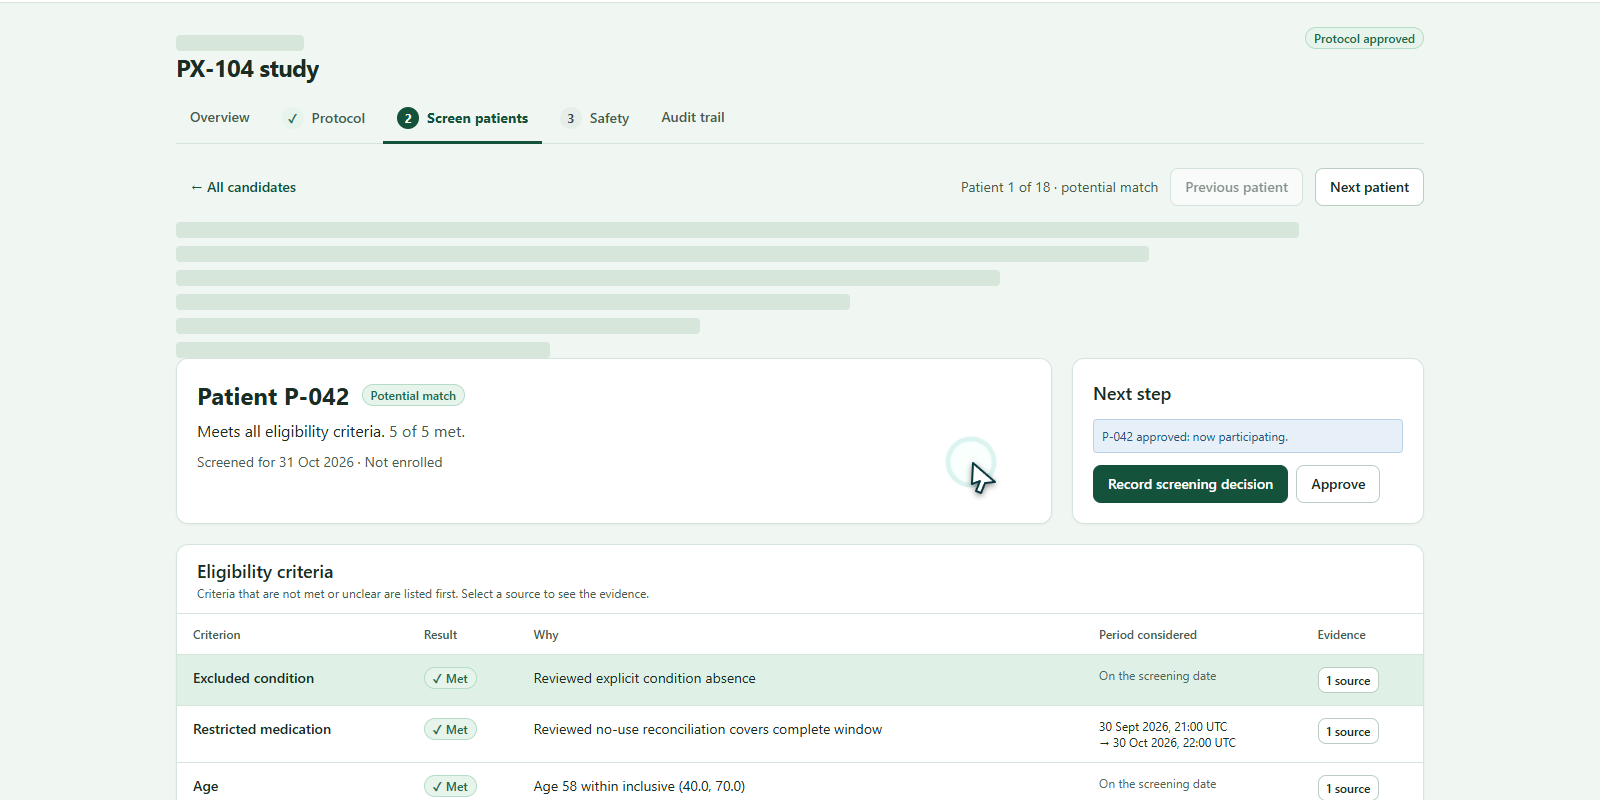 Protocol approved
PX-104 study
Overview
✓ Protocol
2 Screen patients
3 Safety
Audit trail
← All candidates
Patient 1 of 18 · potential match
Previous patient
Next patient
Patient P-042
Potential match
Meets all eligibility criteria. 5 of 5 met.
Screened for 31 Oct 2026 · Not enrolled
Next step
P-042 approved: now participating.
Record screening decision
Approve
Eligibility criteria
Criteria that are not met or unclear are listed first. Select a source to see the evidence.
Criterion Result Why Period considered Evidence
Excluded condition ✓ Met Reviewed explicit condition absence On the screening date 1 source
Restricted medication ✓ Met Reviewed no-use reconciliation covers complete window 30 Sept 2026, 21:00 UTC
→ 30 Oct 2026, 22:00 UTC 1 source
Age ✓ Met Age 58 within inclusive (40.0, 70.0) On the screening date 1 source